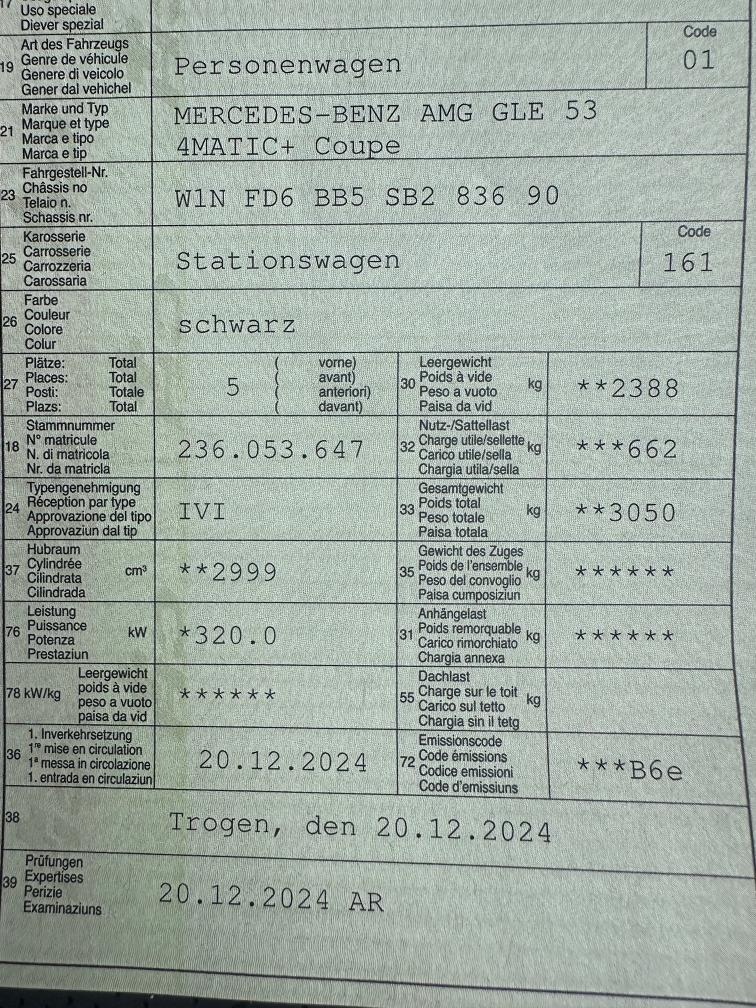 Uso speciale
Diever spezial
19 Art des Fahrzeugs
Genre de véhicule
Genere di veicolo
Gener dal vehichel
Personenwagen
Code
01
21 Marke und Typ
Marque et type
Marca e tipo
Marca e tip
MERCEDES-BENZ AMG GLE 53
4MATIC+ Coupe
23 Fahrgestell-Nr.
Châssis no
Telaio n.
Schassis nr.
W1N FD6 BB5 SB2 836 90
25 Karosserie
Carrosserie
Carrozzeria
Carossaria
Stationswagen
Code
161
26 Farbe
Couleur
Colore
Colur
schwarz
27 Plätze: Total
Places: Total
Posti: Totale
Plazs: Total
5
( vorne)
( avant)
( anteriori)
( davant)
30 Leergewicht
Poids à vide
Peso a vuoto
Paisa da vid
kg
**2388
18 Stammnummer
N° matricule
N. di matricola
Nr. da matricla
236.053.647
32 Nutz-/Sattellast
Charge utile/sellette
Carico utile/sella
Chargia utila/sella
kg
***662
24 Typengenehmigung
Réception par type
Approvazione del tipo
Approvaziun dal tip
IVI
33 Gesamtgewicht
Poids total
Peso totale
Paisa totala
kg
**3050
37 Hubraum
Cylindrée
Cilindrata
Cilindrada
cm³
**2999
35 Gewicht des Zuges
Poids de l'ensemble
Peso del convoglio
Paisa cumposiziun
kg
******
76 Leistung
Puissance
Potenza
Prestaziun
kW
*320.0
31 Anhängelast
Poids remorquable
Carico rimorchiato
Chargia annexa
kg
******
78 kW/kg
Leergewicht
poids à vide
peso a vuoto
paisa da vid
******
55 Dachlast
Charge sur le toit
Carico sul tetto
Chargia sin il tetg
kg
36 1. Inverkehrsetzung
1re mise en circulation
1a messa in circolazione
1. entrada en circulaziun
20.12.2024
72 Emissionscode
Code émissions
Codice emissioni
Code d'emissiuns
***B6e
38
Trogen, den 20.12.2024
39 Prüfungen
Expertises
Perizie
Examinaziuns
20.12.2024 AR